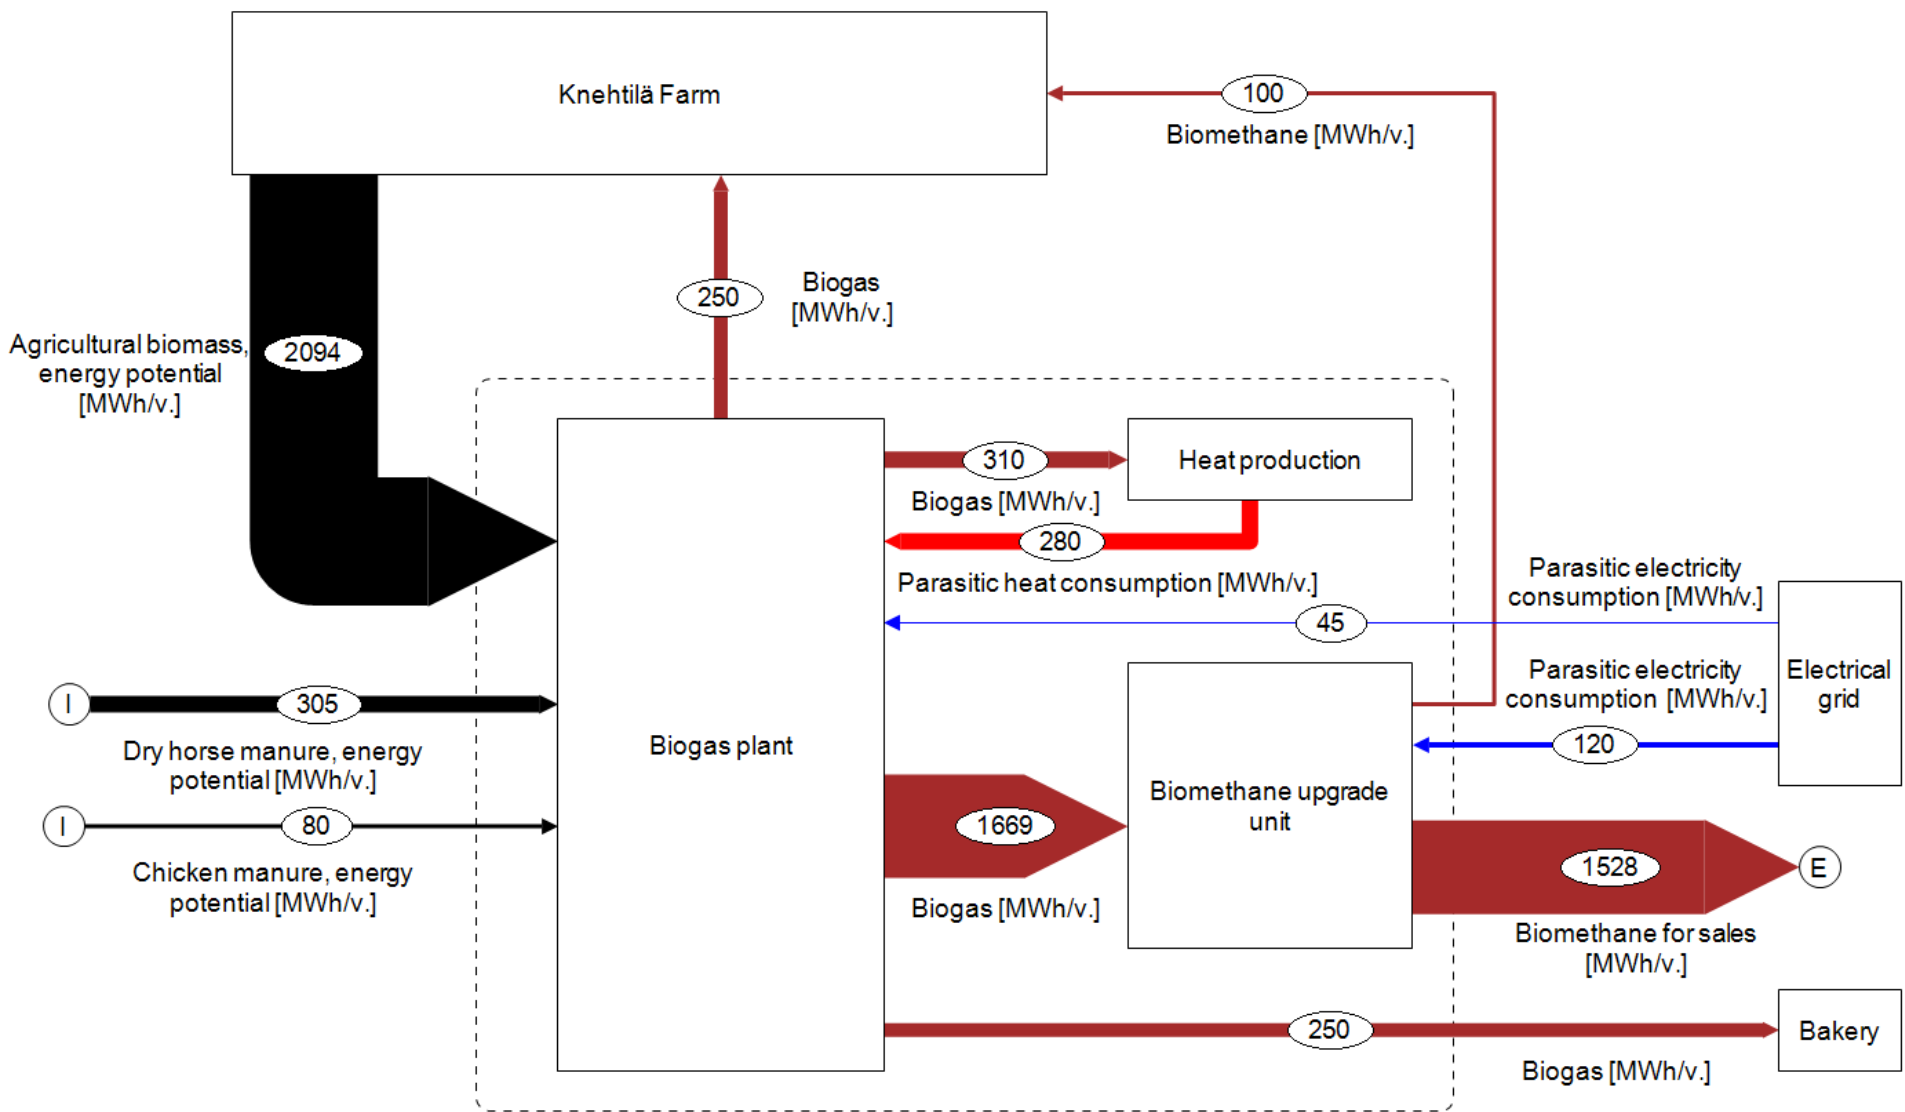 Knehtilä Farm
100
Biomethane [MWh/v.]
250
Biogas
[MWh/v.]
Agricultural biomass,
energy potential
[MWh/v.]
2094
310
Biogas [MWh/v.]
Heat production
280
Parasitic heat consumption [MWh/v.]
Parasitic electricity
consumption [MWh/v.]
45
Parasitic electricity
consumption [MWh/v.]
120
Electrical
grid
I
305
Dry horse manure, energy
potential [MWh/v.]
I
80
Chicken manure, energy
potential [MWh/v.]
Biogas plant
1669
Biogas [MWh/v.]
Biomethane upgrade
unit
1528
E
Biomethane for sales
[MWh/v.]
250
Biogas [MWh/v.]
Bakery